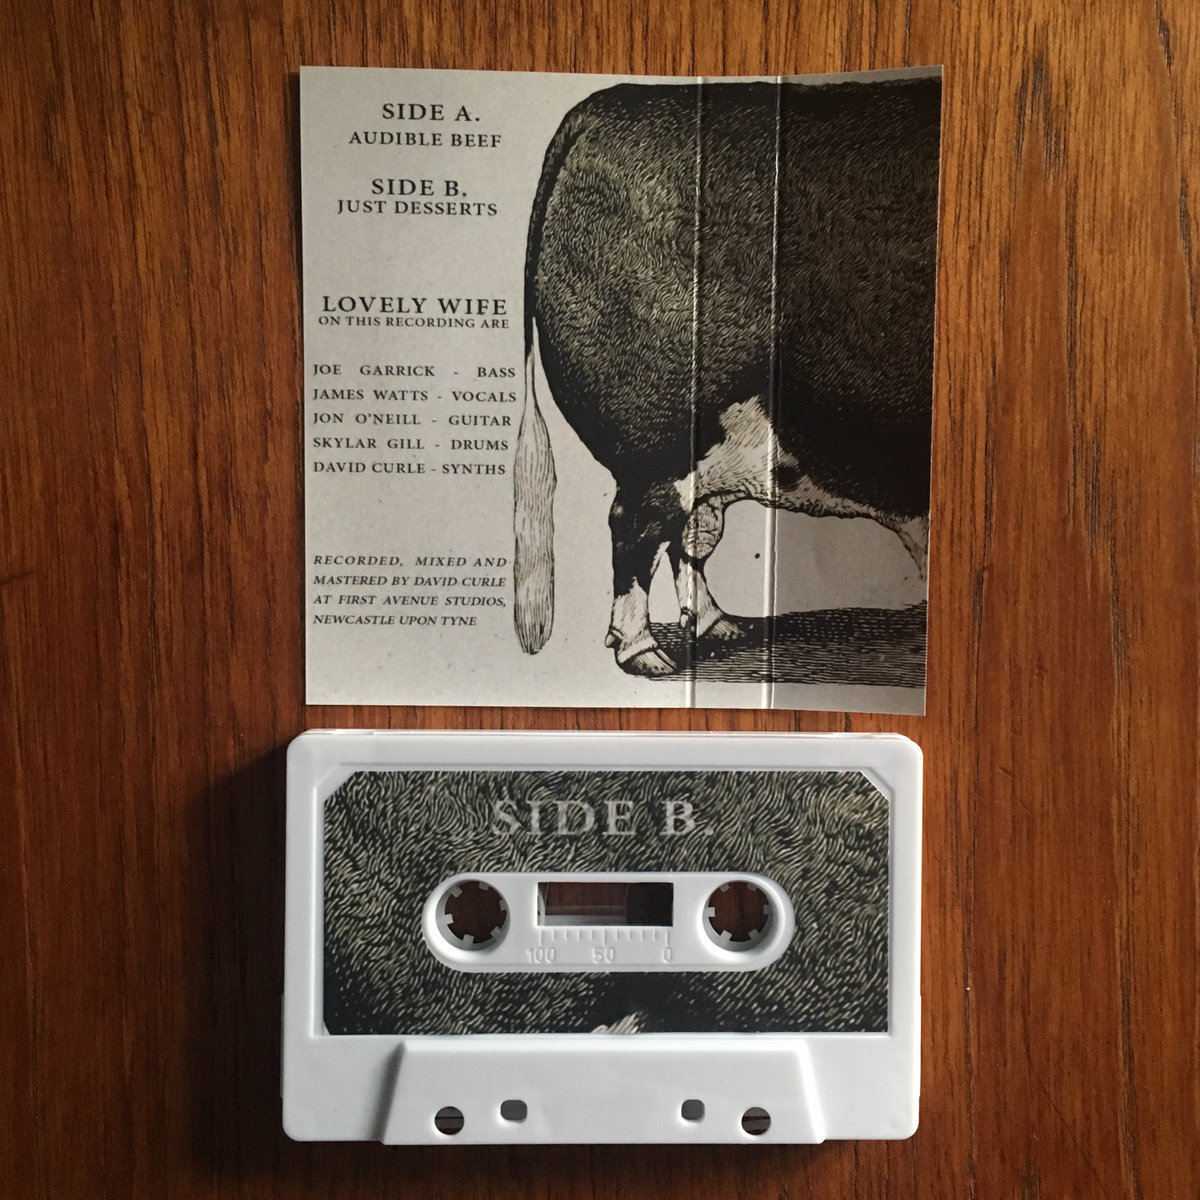 SIDE A.
AUDIBLE BEEF
SIDE B.
JUST DESSERTS
LOVELY WIFE
ON THIS RECORDING ARE
JOE GARRICK - BASS
JAMES WATTS - VOCALS
JON O'NEILL - GUITAR
SKYLAR GILL - DRUMS
DAVID CURLE - SYNTHS
RECORDED, MIXED AND
MASTERED BY DAVID CURLE
AT FIRST AVENUE STUDIOS,
NEWCASTLE UPON TYNE
SIDE B.
100 50 0